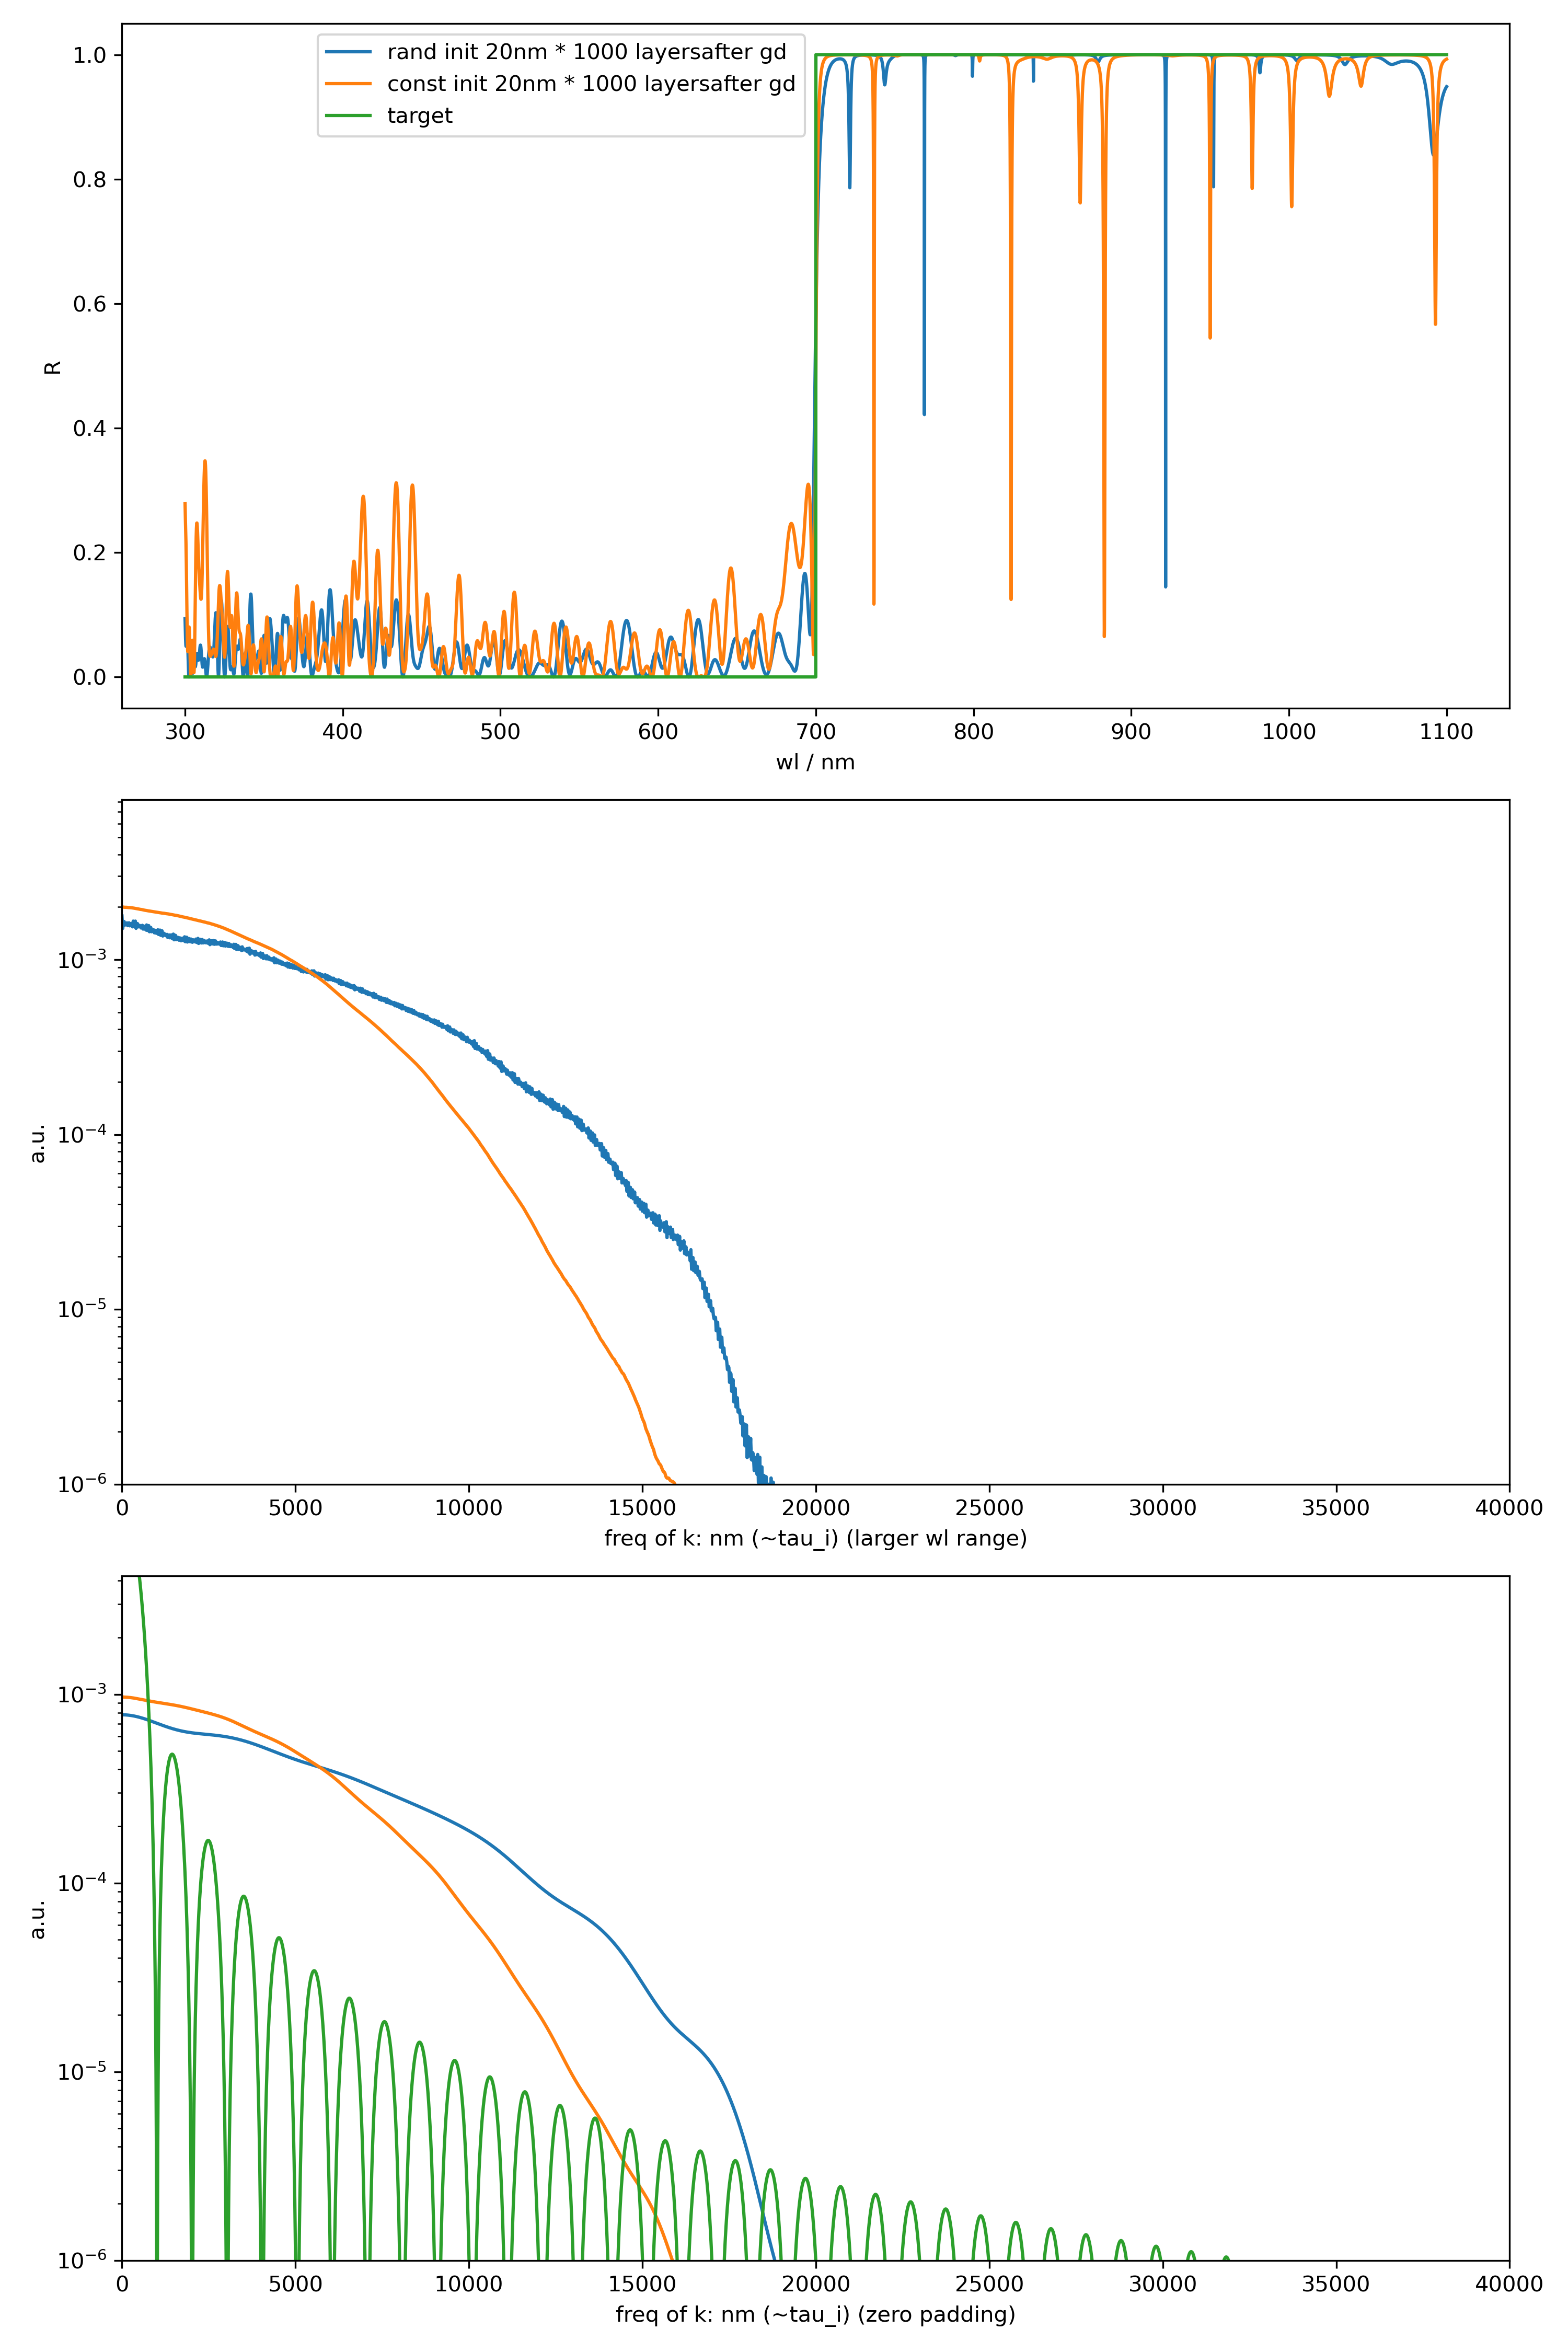 1.0
0.8
0.6
0.4
0.2
0.0
R
rand init 20nm * 1000 layersafter gd
const init 20nm * 1000 layersafter gd
target
300 400 500 600 700 800 900 1000 1100
wl / nm
10⁻³
10⁻⁴
10⁻⁵
10⁻⁶
a.u.
0 5000 10000 15000 20000 25000 30000 35000 40000
freq of k: nm (~tau_i) (larger wl range)
10⁻³
10⁻⁴
10⁻⁵
10⁻⁶
a.u.
0 5000 10000 15000 20000 25000 30000 35000 40000
freq of k: nm (~tau_i) (zero padding)